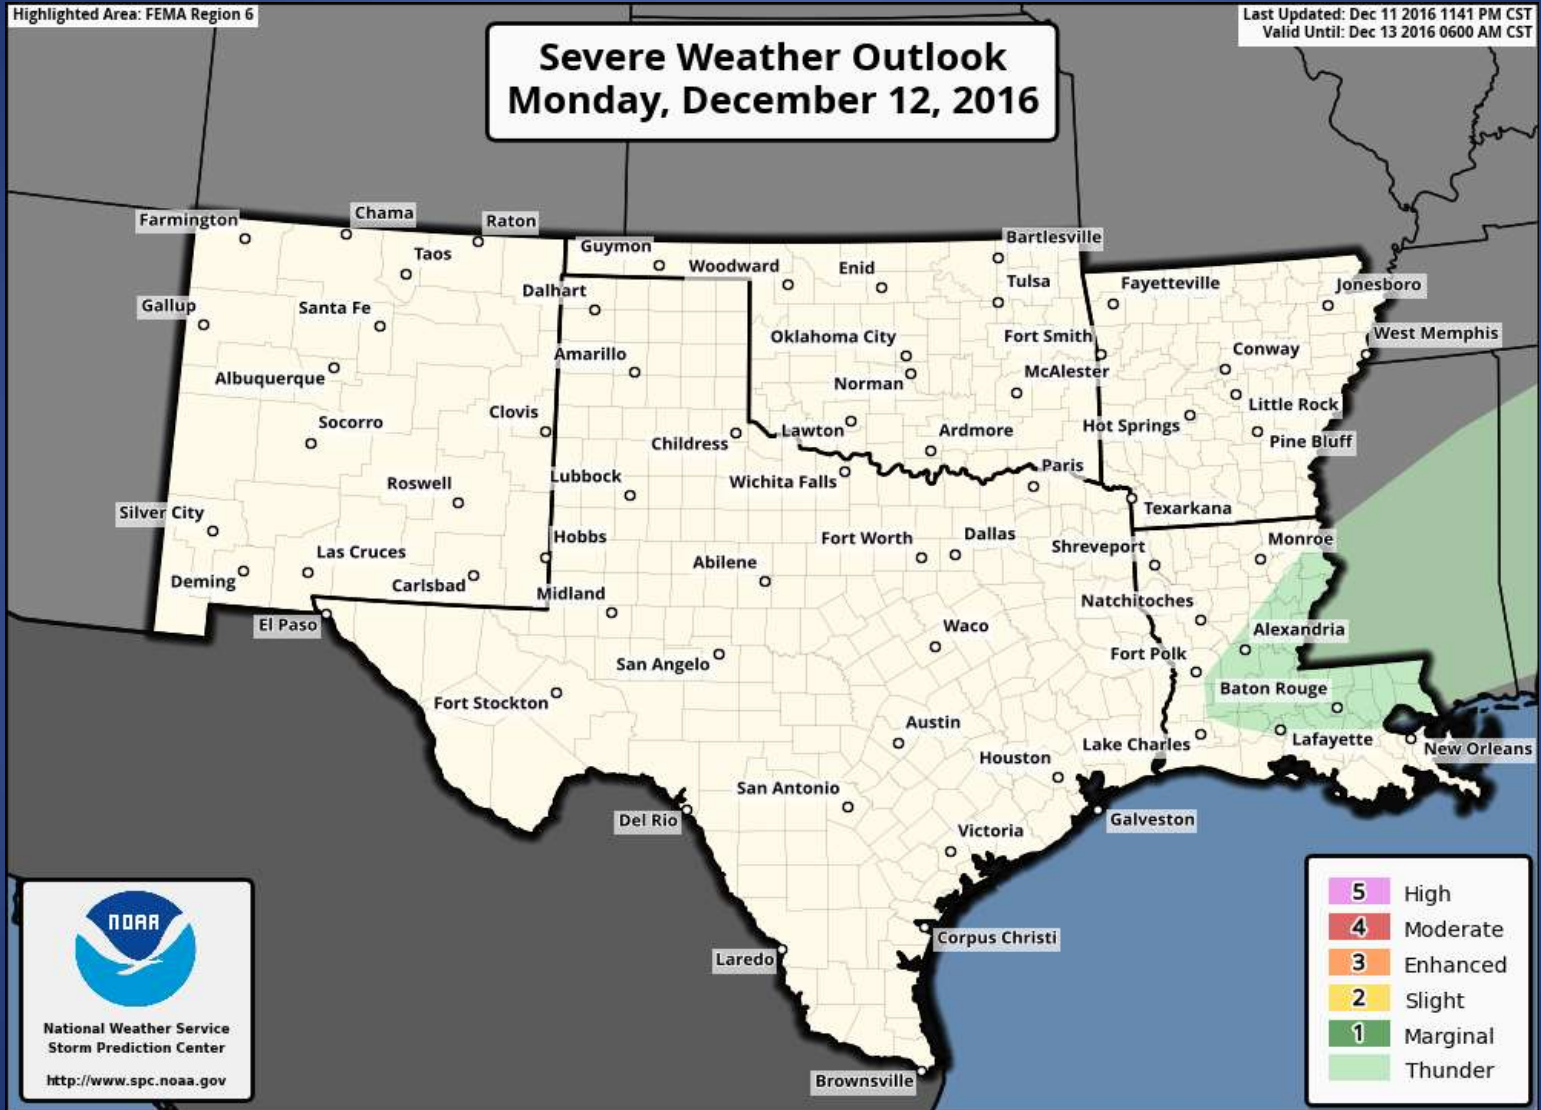 Highlighted Area: FEMA Region 6
Last Updated: Dec 11 2016 1141 PM CST
Valid Until: Dec 13 2016 0600 AM CST
Severe Weather Outlook
Monday, December 12, 2016
Farmington
Chama
Raton
Taos
Guymon
Woodward
Enid
Bartlesville
Tulsa
Fayetteville
Jonesboro
Gallup
Santa Fe
Dalhart
Oklahoma City
Fort Smith
West Memphis
Albuquerque
Amarillo
Norman
McAlester
Conway
Little Rock
Socorro
Clovis
Childress
Lawton
Ardmore
Hot Springs
Pine Bluff
Roswell
Lubbock
Wichita Falls
Paris
Texarkana
Silver City
Las Cruces
Hobbs
Abilene
Fort Worth
Dallas
Shreveport
Monroe
Deming
Carlsbad
Midland
Natchitoches
El Paso
San Angelo
Waco
Fort Polk
Alexandria
Fort Stockton
Austin
Baton Rouge
Houston
Lake Charles
Lafayette
New Orleans
San Antonio
Del Rio
Victoria
Galveston
Corpus Christi
Laredo
Brownsville
NOAA
National Weather Service
Storm Prediction Center
http://www.spc.noaa.gov
5 High
4 Moderate
3 Enhanced
2 Slight
1 Marginal
Thunder